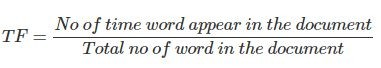 TF = No of time word appear in the document
Total no of word in the document